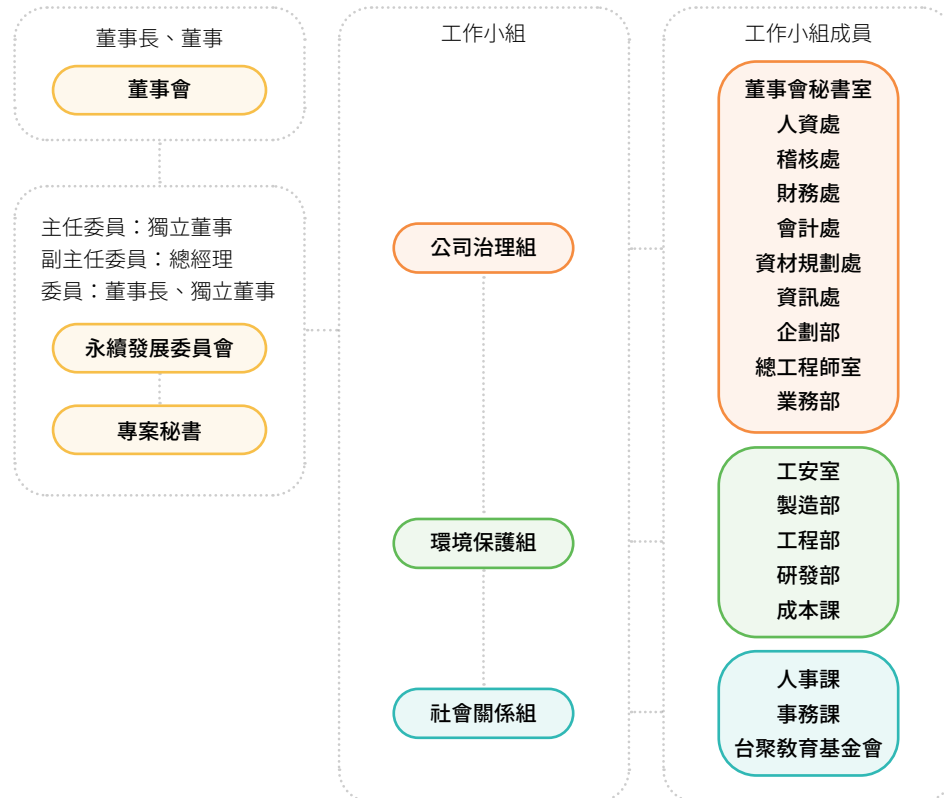 董事長、董事
董事會
主任委員：獨立董事
副主任委員：總經理
委員：董事長、獨立董事
永續發展委員會
專案秘書
工作小組
公司治理組
環境保護組
社會關係組
工作小組成員
董事會秘書室
人資處
稽核處
財務處
會計處
資材規劃處
資訊處
企劃部
總工程師室
業務部
工安室
製造部
工程部
研發部
成本課
人事課
事務課
台聚教育基金會